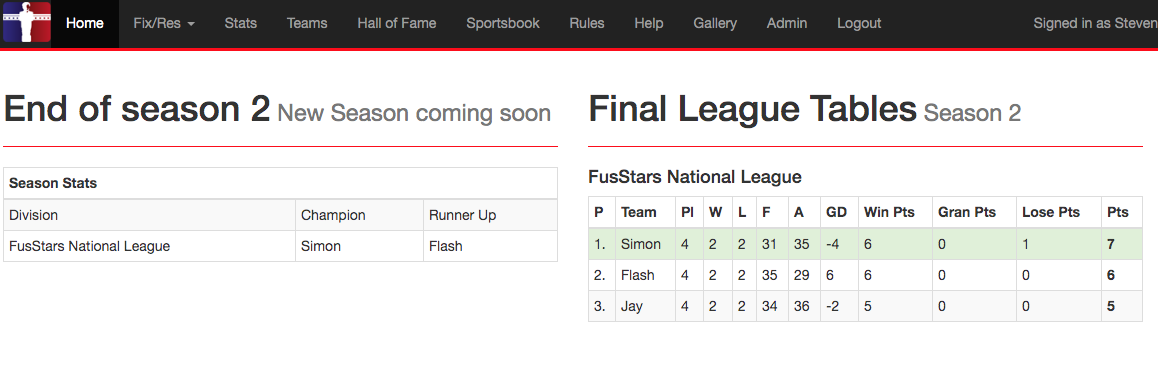 Home Fix/Res Stats Teams Hall of Fame Sportsbook Rules Help Gallery Admin Logout Signed in as Steven
End of season 2 New Season coming soon
Season Stats
Division Champion Runner Up
FusStars National League Simon Flash
Final League Tables Season 2
FusStars National League
P Team Pl W L F A GD Win Pts Gran Pts Lose Pts Pts
1. Simon 4 2 2 31 35 -4 6 0 1 7
2. Flash 4 2 2 35 29 6 6 0 0 6
3. Jay 4 2 2 34 36 -2 5 0 0 5